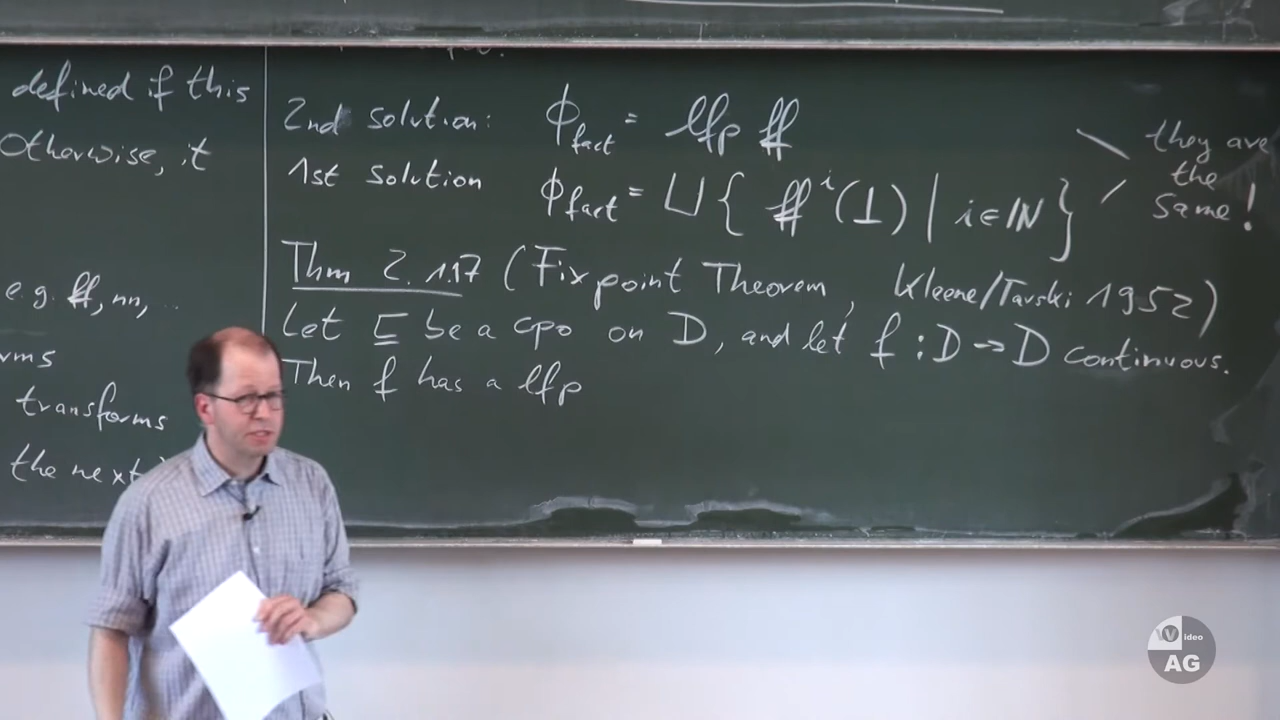 defined if this
Otherwise, it
e.g. ff, nn, ..
rms
transforms
the next
2nd solution: ϕfact = lfp ff
1st solution ϕfact = ⊔{ ff^i(⊥) | i∈ℕ}
they are
the
same!
Thm 2.1.17 (Fixpoint Theorem, Kleene/Tarski 1952)
Let ⊑ be a cpo on D, and let f : D → D continuous.
Then f has a lfp
Video
AG